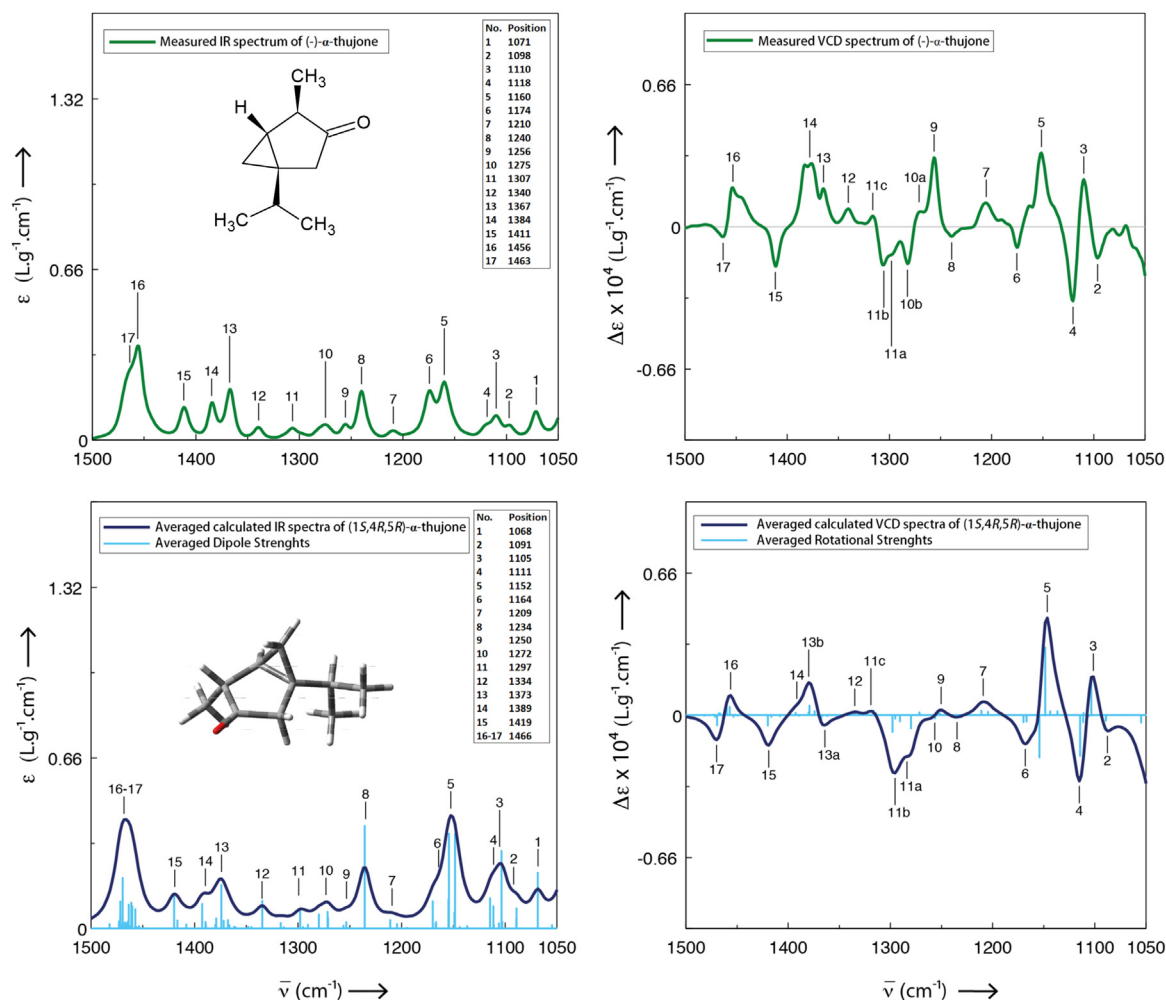 Measured IR spectrum of (-)-α-thujone
No. Position
1 1071
2 1098
3 1110
4 1118
5 1160
6 1174
7 1210
8 1240
9 1256
10 1275
11 1307
12 1340
13 1367
14 1384
15 1411
16 1456
17 1463
CH₃
H
O
H₃C
CH₃
1.32
0.66
0
ε (L.g⁻¹.cm⁻¹)
17 16 15 14 13 12 11 10 9 8 7 6 5 4 3 2 1
1500 1400 1300 1200 1100 1050
Measured VCD spectrum of (-)-α-thujone
0.66
0
-0.66
Δε x 10⁴ (L.g⁻¹.cm⁻¹)
17 16 15 14 13 12 11c 11b 11a 10b 10a 9 8 7 6 5 4 3 2
1500 1400 1300 1200 1100 1050
Averaged calculated IR spectra of (1S,4R,5R)-α-thujone
Averaged Dipole Strenghts
No. Position
1 1068
2 1091
3 1105
4 1111
5 1152
6 1164
7 1209
8 1234
9 1250
10 1272
11 1297
12 1334
13 1373
14 1389
15 1419
16-17 1466
1.32
0.66
0
ε (L.g⁻¹.cm⁻¹)
16-17 15 14 13 12 11 10 9 8 7 6 5 4 3 2 1
1500 1400 1300 1200 1100 1050
ν̄ (cm⁻¹)
Averaged calculated VCD spectra of (1S,4R,5R)-α-thujone
Averaged Rotational Strenghts
0.66
0
-0.66
Δε x 10⁴ (L.g⁻¹.cm⁻¹)
17 16 15 14 13b 13a 12 11c 11b 11a 10 9 8 7 6 5 4 3 2
1500 1400 1300 1200 1100 1050
ν̄ (cm⁻¹)